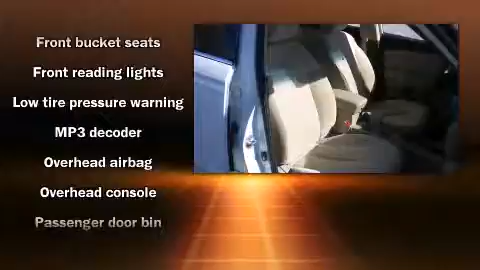 Front bucket seats
Front reading lights
Low tire pressure warning
MP3 decoder
Overhead airbag
Overhead console
Passenger door bin